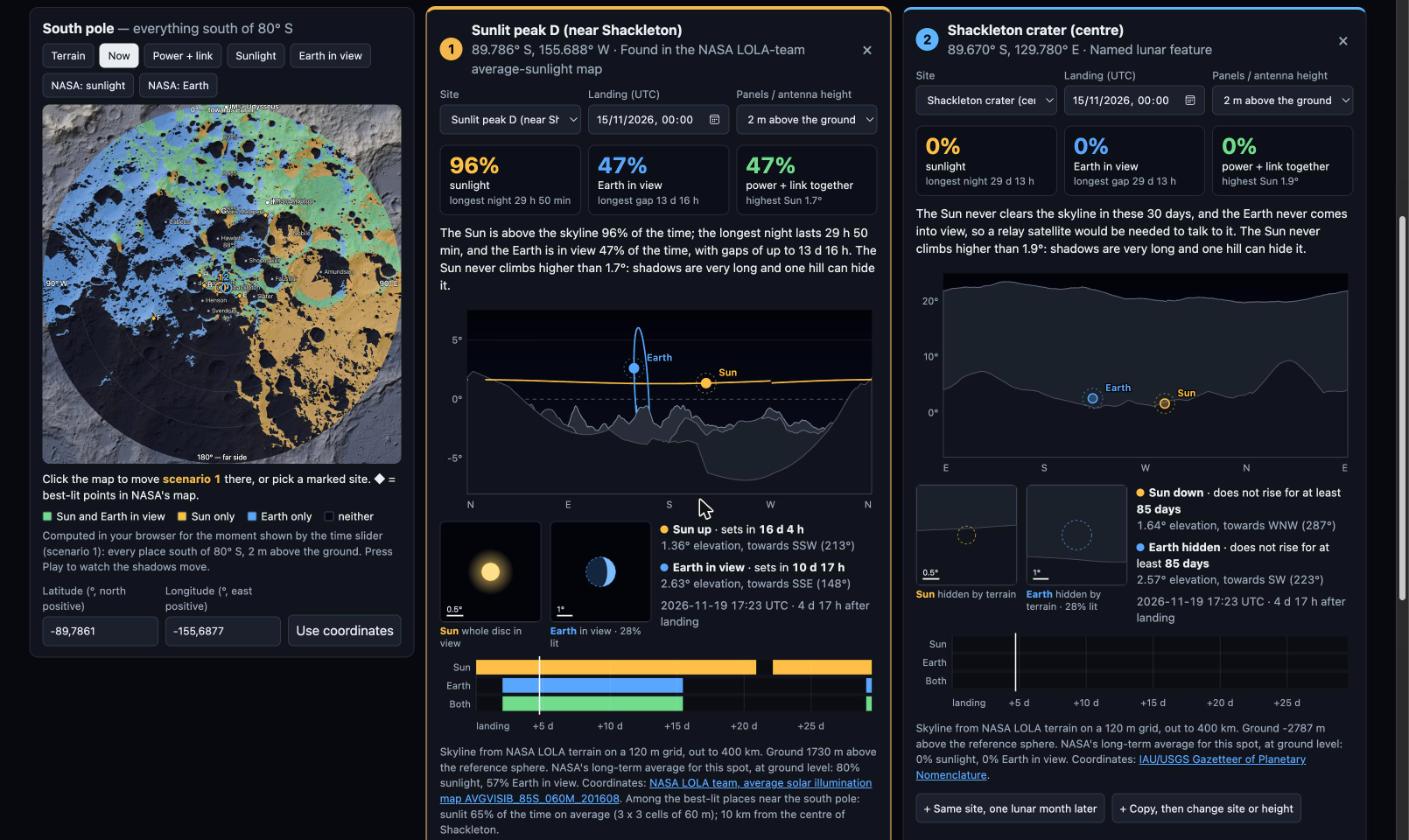 South pole — everything south of 80° S
Terrain
Now
Power + link
Sunlight
Earth in view
NASA: sunlight
NASA: Earth
90° W
90° E
Amundsen
Henson
Slater
180° — far side
Click the map to move scenario 1 there, or pick a marked site. ◆ =
best-lit points in NASA's map.
Sun and Earth in view
Sun only
Earth only
neither
Computed in your browser for the moment shown by the time slider
(scenario 1): every place south of 80° S, 2 m above the ground. Press
Play to watch the shadows move.
Latitude (°, north
positive)
Longitude (°, east
positive)
-89,7861
-155,6877
Use coordinates
1
Sunlit peak D (near Shackleton)
89.786° S, 155.688° W · Found in the NASA LOLA-team
average-sunlight map
×
Site
Landing (UTC)
Panels / antenna height
Sunlit peak D (near Sh
15/11/2026, 00:00
2 m above the ground
96%
sunlight
longest night 29 h 50 min
47%
Earth in view
longest gap 13 d 16 h
47%
power + link together
highest Sun 1.7°
The Sun is above the skyline 96% of the time; the longest night lasts 29 h 50
min, and the Earth is in view 47% of the time, with gaps of up to 13 d 16 h. The
Sun never climbs higher than 1.7°: shadows are very long and one hill can hide
it.
5°
0°
-5°
Earth
Sun
N
E
S
W
N
0.5°
Sun whole disc in
view
1°
Earth in view · 28%
lit
Sun up · sets in 16 d 4 h
1.36° elevation, towards SSW (213°)
Earth in view · sets in 10 d 17 h
2.63° elevation, towards SSE (148°)
2026-11-19 17:23 UTC · 4 d 17 h after
landing
Sun
Earth
Both
landing
+5 d
+10 d
+15 d
+20 d
+25 d
Skyline from NASA LOLA terrain on a 120 m grid, out to 400 km. Ground 1730 m above
the reference sphere. NASA's long-term average for this spot, at ground level: 80%
sunlight, 57% Earth in view. Coordinates: NASA LOLA team, average solar illumination
map AVGVISIB_85S_060M_201608. Among the best-lit places near the south pole:
sunlit 65% of the time on average (3 x 3 cells of 60 m); 10 km from the centre of
Shackleton.
2
Shackleton crater (centre)
89.670° S, 129.780° E · Named lunar feature
×
Site
Landing (UTC)
Panels / antenna height
Shackleton crater (cer
15/11/2026, 00:00
2 m above the ground
0%
sunlight
longest night 29 d 13 h
0%
Earth in view
longest gap 29 d 13 h
0%
power + link together
highest Sun 1.9°
The Sun never clears the skyline in these 30 days, and the Earth never comes
into view, so a relay satellite would be needed to talk to it. The Sun never
climbs higher than 1.9°: shadows are very long and one hill can hide it.
20°
10°
0°
Earth
Sun
E
S
W
N
E
0.5°
Sun hidden by terrain
1°
Earth hidden by
terrain · 28% lit
Sun down · does not rise for at least
85 days
1.64° elevation, towards WNW (287°)
Earth hidden · does not rise for at
least 85 days
2.57° elevation, towards SW (223°)
2026-11-19 17:23 UTC · 4 d 17 h after
landing
Sun
Earth
Both
landing
+5 d
+10 d
+15 d
+20 d
+25 d
Skyline from NASA LOLA terrain on a 120 m grid, out to 400 km. Ground -2787 m
above the reference sphere. NASA's long-term average for this spot, at ground level:
0% sunlight, 0% Earth in view. Coordinates: IAU/USGS Gazetteer of Planetary
Nomenclature.
+ Same site, one lunar month later
+ Copy, then change site or height